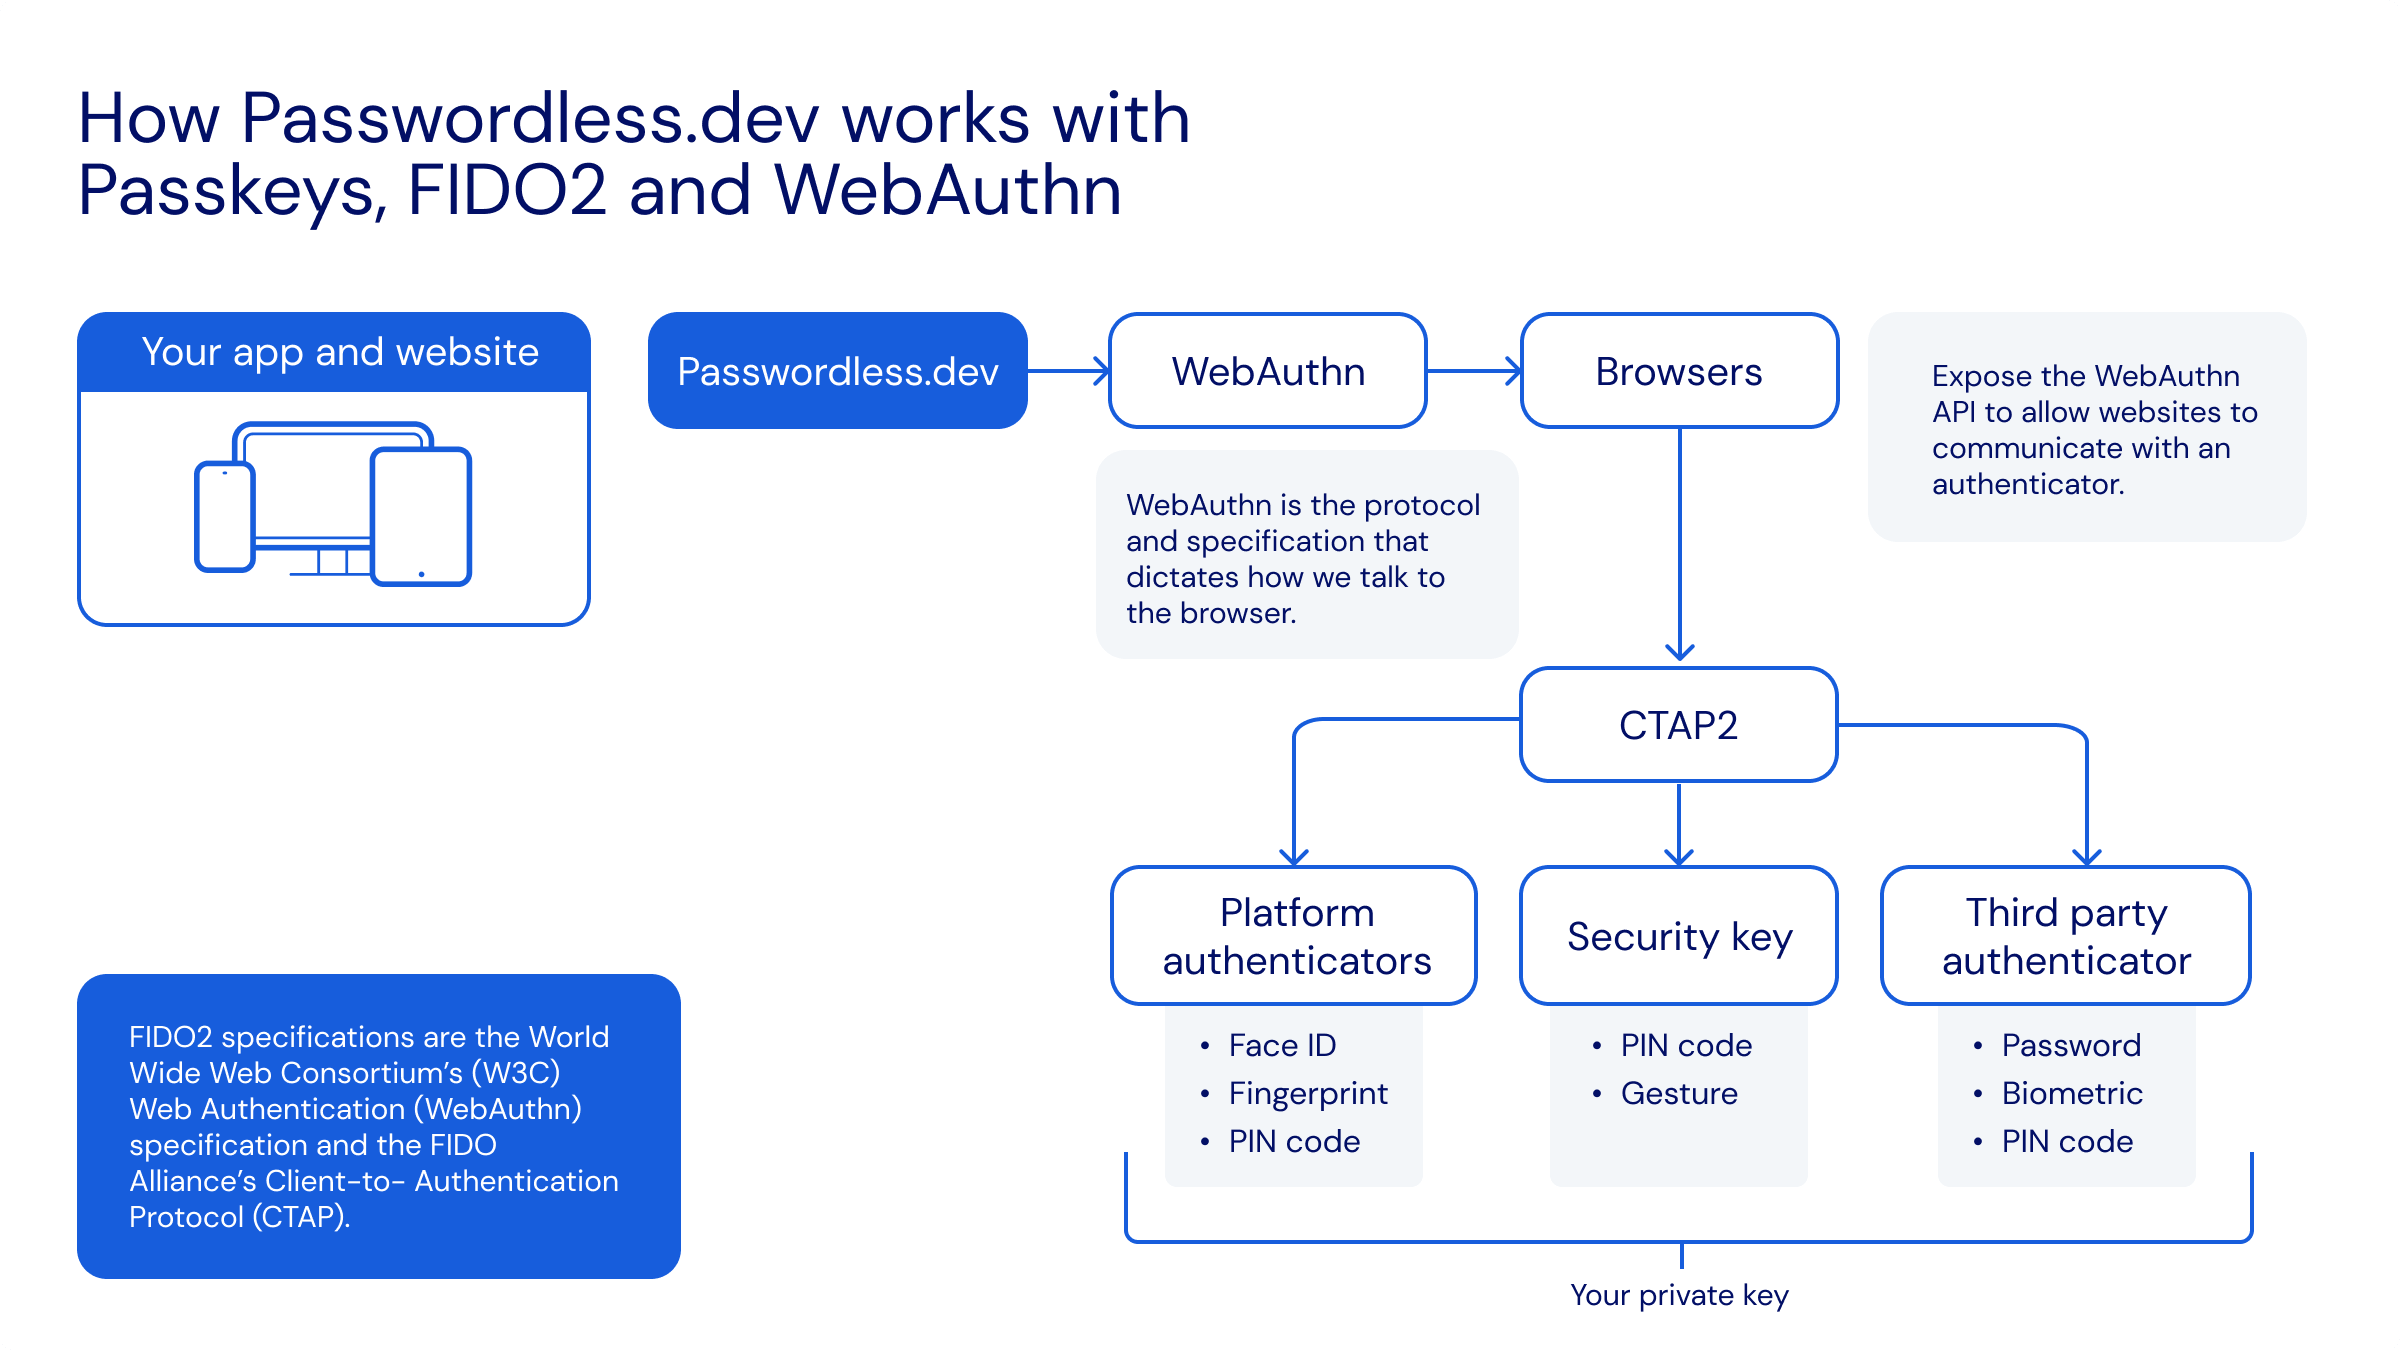 How Passwordless.dev works with
Passkeys, FIDO2 and WebAuthn
Your app and website
Passwordless.dev
WebAuthn
Browsers
Expose the WebAuthn
API to allow websites to
communicate with an
authenticator.
WebAuthn is the protocol
and specification that
dictates how we talk to
the browser.
CTAP2
Platform
authenticators
Security key
Third party
authenticator
• Face ID
• Fingerprint
• PIN code
• PIN code
• Gesture
• Password
• Biometric
• PIN code
FIDO2 specifications are the World
Wide Web Consortium’s (W3C)
Web Authentication (WebAuthn)
specification and the FIDO
Alliance’s Client-to- Authentication
Protocol (CTAP).
Your private key